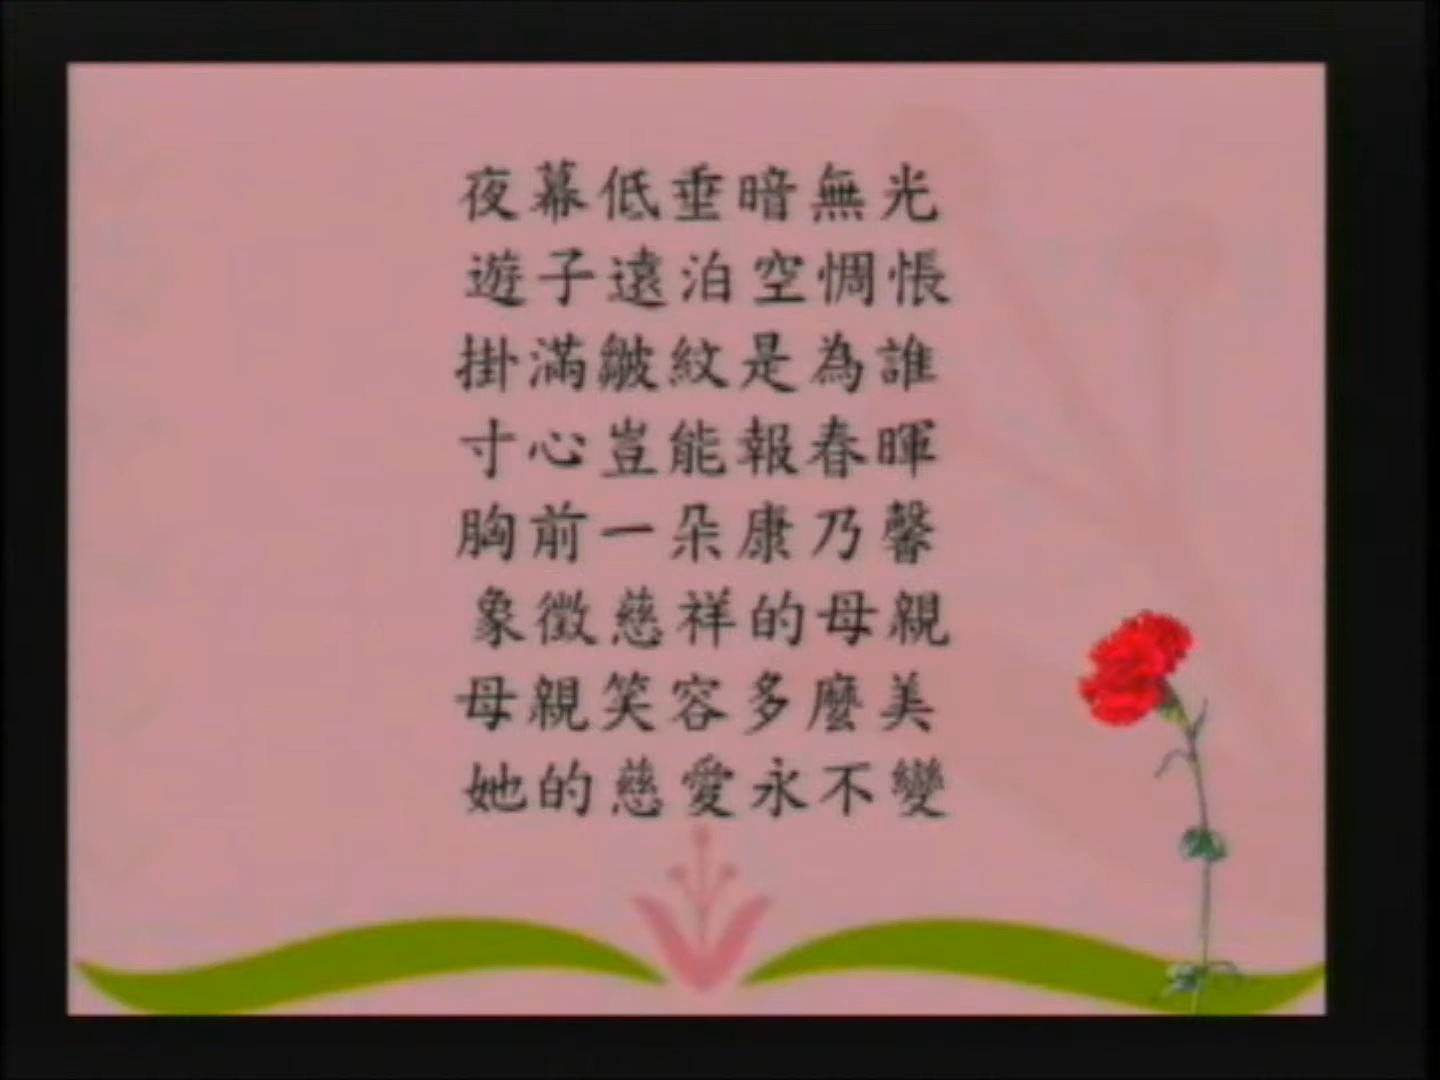 夜幕低垂暗無光
遊子遠泊空惆悵
掛滿皺紋是為誰
寸心豈能報春暉
胸前一朵康乃馨
象徵慈祥的母親
母親笑容多麼美
她的慈愛永不變